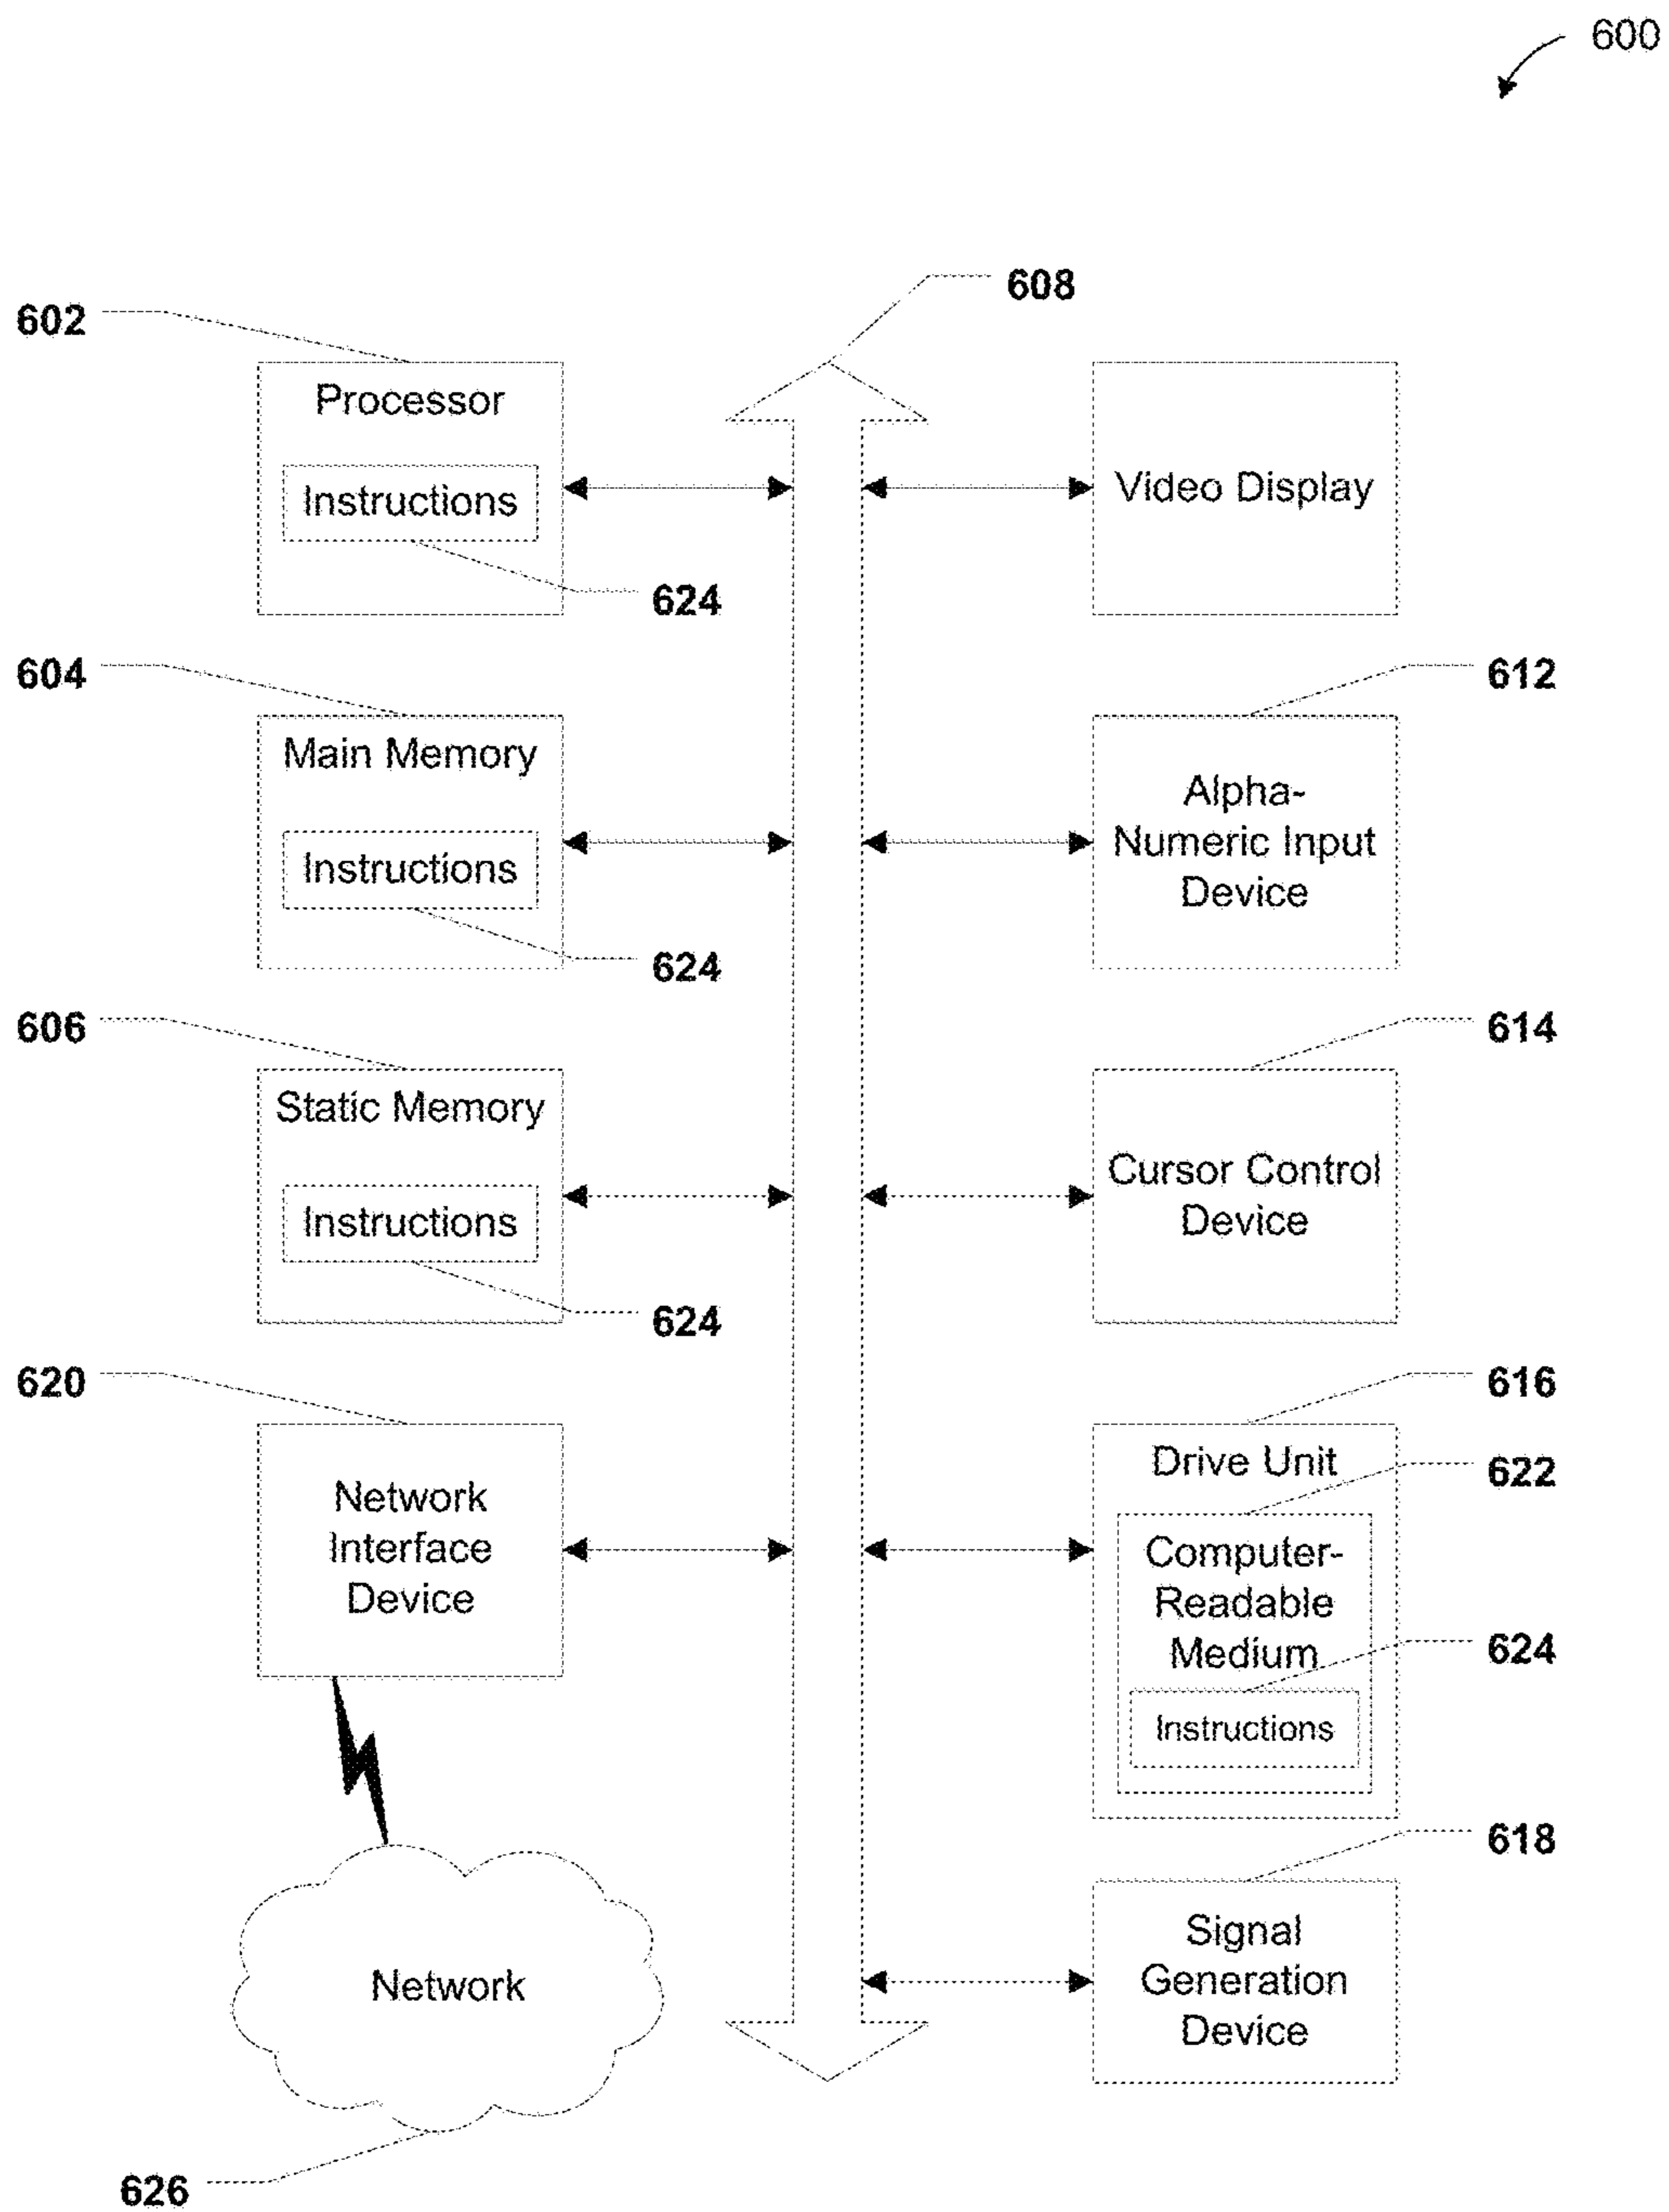 600
608
602
Processor
Instructions
624
Video Display
604
Main Memory
Instructions
624
612
Alpha-
Numeric Input
Device
606
Static Memory
Instructions
624
614
Cursor Control
Device
620
Network
Interface
Device
616
Drive Unit
622
Computer-
Readable
Medium
624
Instructions
618
Signal
Generation
Device
Network
626